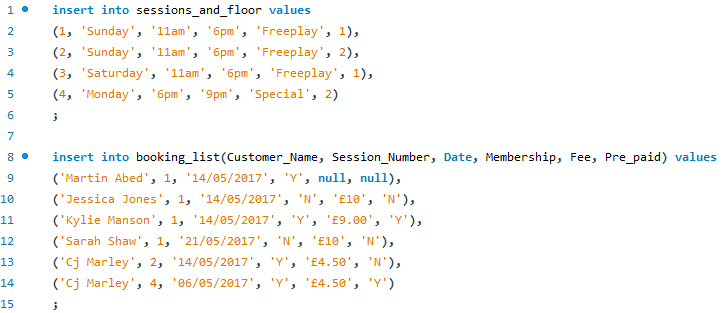 1 insert into sessions_and_floor values
2 (1, 'Sunday', '11am', '6pm', 'Freeplay', 1),
3 (2, 'Sunday', '11am', '6pm', 'Freeplay', 2),
4 (3, 'Saturday', '11am', '6pm', 'Freeplay', 1),
5 (4, 'Monday', '6pm', '9pm', 'Special', 2)
6 ;
7
8 insert into booking_list(Customer_Name, Session_Number, Date, Membership, Fee, Pre_paid) values
9 ('Martin Abed', 1, '14/05/2017', 'Y', null, null),
10 ('Jessica Jones', 1, '14/05/2017', 'N', '£10', 'N'),
11 ('Kylie Manson', 1, '14/05/2017', 'Y', '£9.00', 'Y'),
12 ('Sarah Shaw', 1, '21/05/2017', 'N', '£10', 'N'),
13 ('Cj Marley', 2, '14/05/2017', 'Y', '£4.50', 'N'),
14 ('Cj Marley', 4, '06/05/2017', 'Y', '£4.50', 'Y')
15 ;